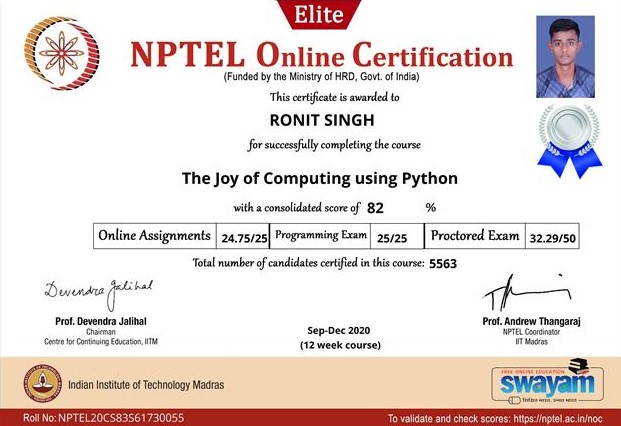 Elite
NPTEL Online Certification
(Funded by the Ministry of HRD, Govt. of India)
This certificate is awarded to
RONIT SINGH
for successfully completing the course
The Joy of Computing using Python
with a consolidated score of 82 %
Online Assignments 24.75/25 Programming Exam 25/25 Proctored Exam 32.29/50
Total number of candidates certified in this course: 5563
Devendra Jalihal
Prof. Devendra Jalihal
Chairman
Centre for Continuing Education, IITM
Sep-Dec 2020
(12 week course)
Prof. Andrew Thangaraj
NPTEL Coordinator
IIT Madras
Indian Institute of Technology Madras
FREE ONLINE EDUCATION
swayam
शिक्षित भारत, उन्नत भारत
Roll No: NPTEL20CS83S61730055
To validate and check scores: https://nptel.ac.in/noc